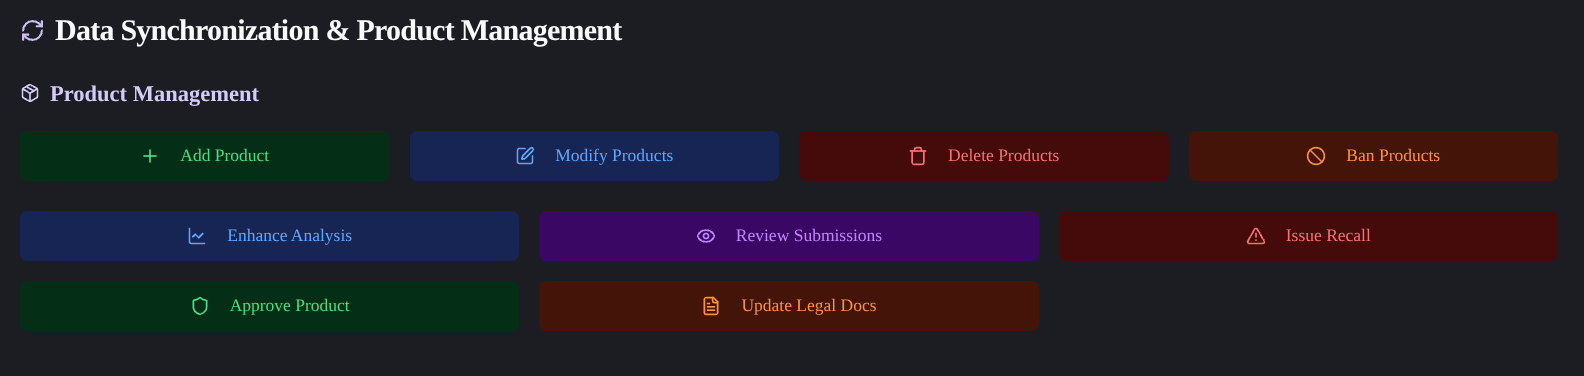 Data Synchronization & Product Management
Product Management
Add Product
Modify Products
Delete Products
Ban Products
Enhance Analysis
Review Submissions
Issue Recall
Approve Product
Update Legal Docs